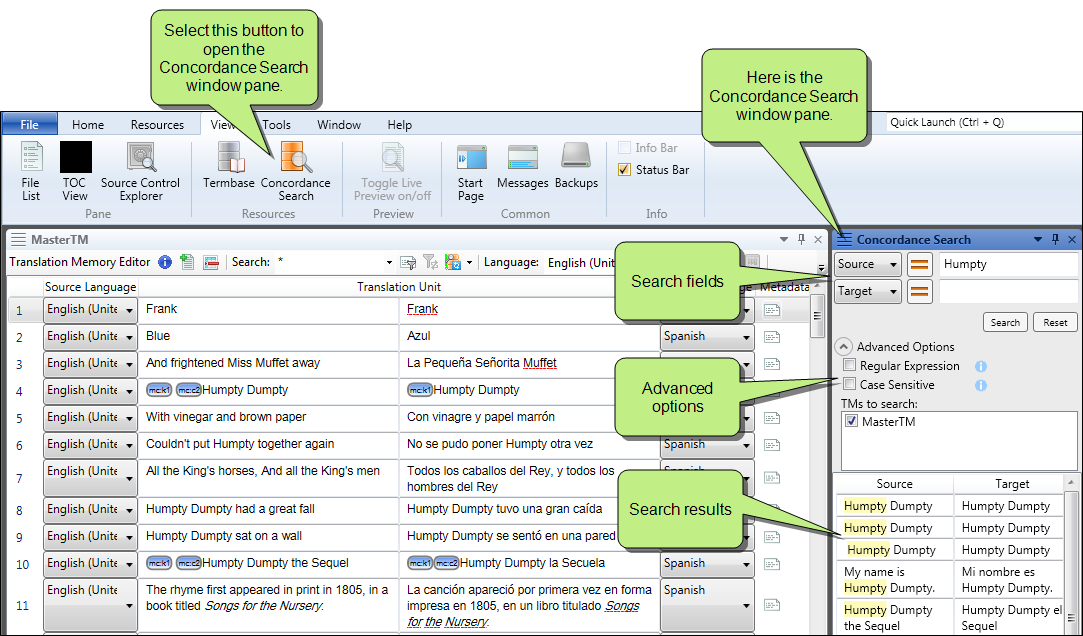 Select this button to
open the
Concordance Search
window pane.
Here is the
Concordance Search
window pane.
File Home Resources View Tools Window Help
Quick Launch (Ctrl + Q)
File
List
TOC
View
Source Control
Explorer
Pane
Termbase
Concordance
Search
Resources
Toggle Live
Preview on/off
Preview
Start
Page
Messages
Backups
Common
Info Bar
Status Bar
Info
MasterTM
Translation Memory Editor Search: * Language: English (Unit
Source Language Translation Unit Metadata
1 English (Unite Frank Frank
2 English (Unite Blue Azul Spanish
3 English (Unite And frightened Miss Muffet away La Pequeña Señorita Muffet
4 English (Unite mc:k1 mc:c2 Humpty Dumpty mc:k1 Humpty Dumpty
5 English (Unite With vinegar and brown paper Con vinagre y papel marrón
6 English (Unite Couldn't put Humpty together again No se pudo poner Humpty otra vez Spanish
7 English (Unite All the King's horses, And all the King's men Todos los caballos del Rey, y todos los
hombres del Rey
8 English (Unite Humpty Dumpty had a great fall Humpty Dumpty tuvo una gran caída
9 English (Unite Humpty Dumpty sat on a wall Humpty Dumpty se sentó en una pared
10 English (Unite mc:k1 mc:c2 Humpty Dumpty the Sequel mc:k1 mc:c2 Humpty Dumpty la Secuela Spanish
11 English (Unite The rhyme first appeared in print in 1805, in a
book titled Songs for the Nursery.
La canción apareció por primera vez en forma
impresa en 1805, en un libro titulado Songs
for the Nursery.
Spanish
Search fields
Advanced
options
Search results
Concordance Search
Source = Humpty
Target =
Search Reset
Advanced Options
Regular Expression
Case Sensitive
TMs to search:
MasterTM
Source Target
Humpty Dumpty Humpty Dumpty
Humpty Dumpty Humpty Dumpty
Humpty Dumpty Humpty Dumpty
My name is
Humpty Dumpty.
Mi nombre es
Humpty Dumpty.
Humpty Dumpty
the Sequel
Humpty Dumpty el
Sequel